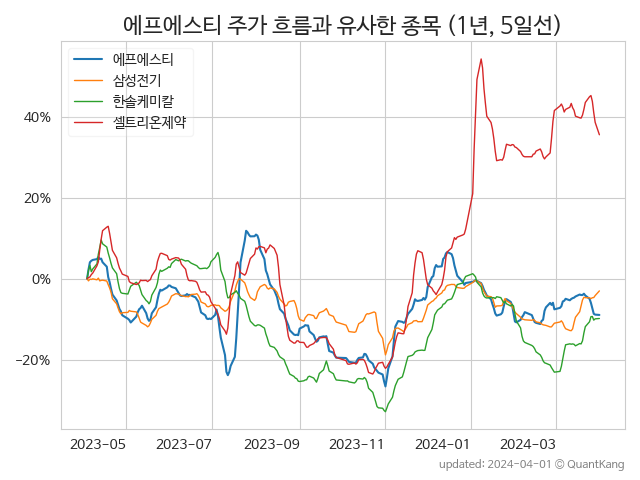 에프에스티 주가 흐름과 유사한 종목 (1년, 5일선)
에프에스티
삼성전기
한솔케미칼
셀트리온제약
40%
20%
0%
−20%
2023-05 2023-07 2023-09 2023-11 2024-01 2024-03
updated: 2024-04-01 © QuantKang